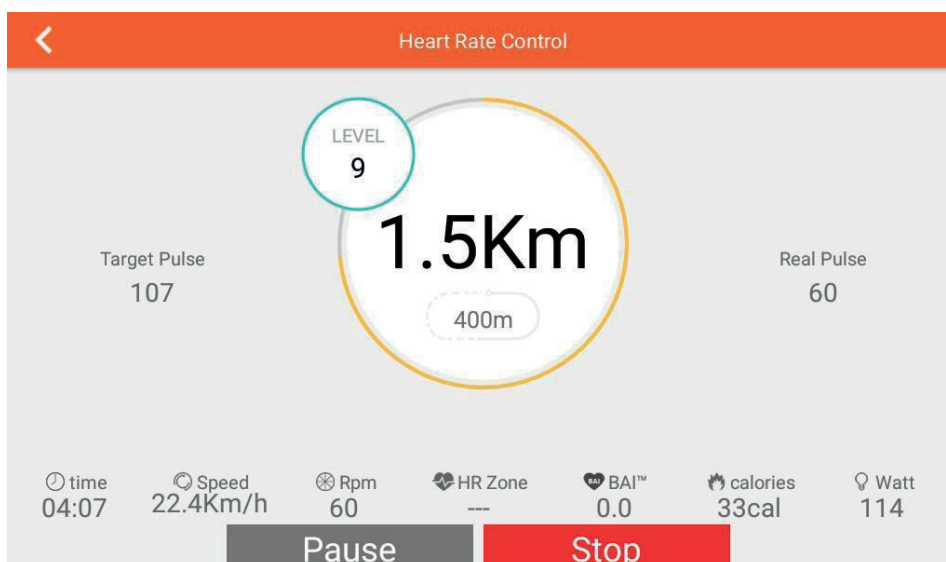 Heart Rate Control
LEVEL
9
1.5Km
400m
Target Pulse
107
Real Pulse
60
time
04:07
Speed
22.4Km/h
Rpm
60
HR Zone
---
BAI BAI™
0.0
calories
33cal
Watt
114
Pause
Stop